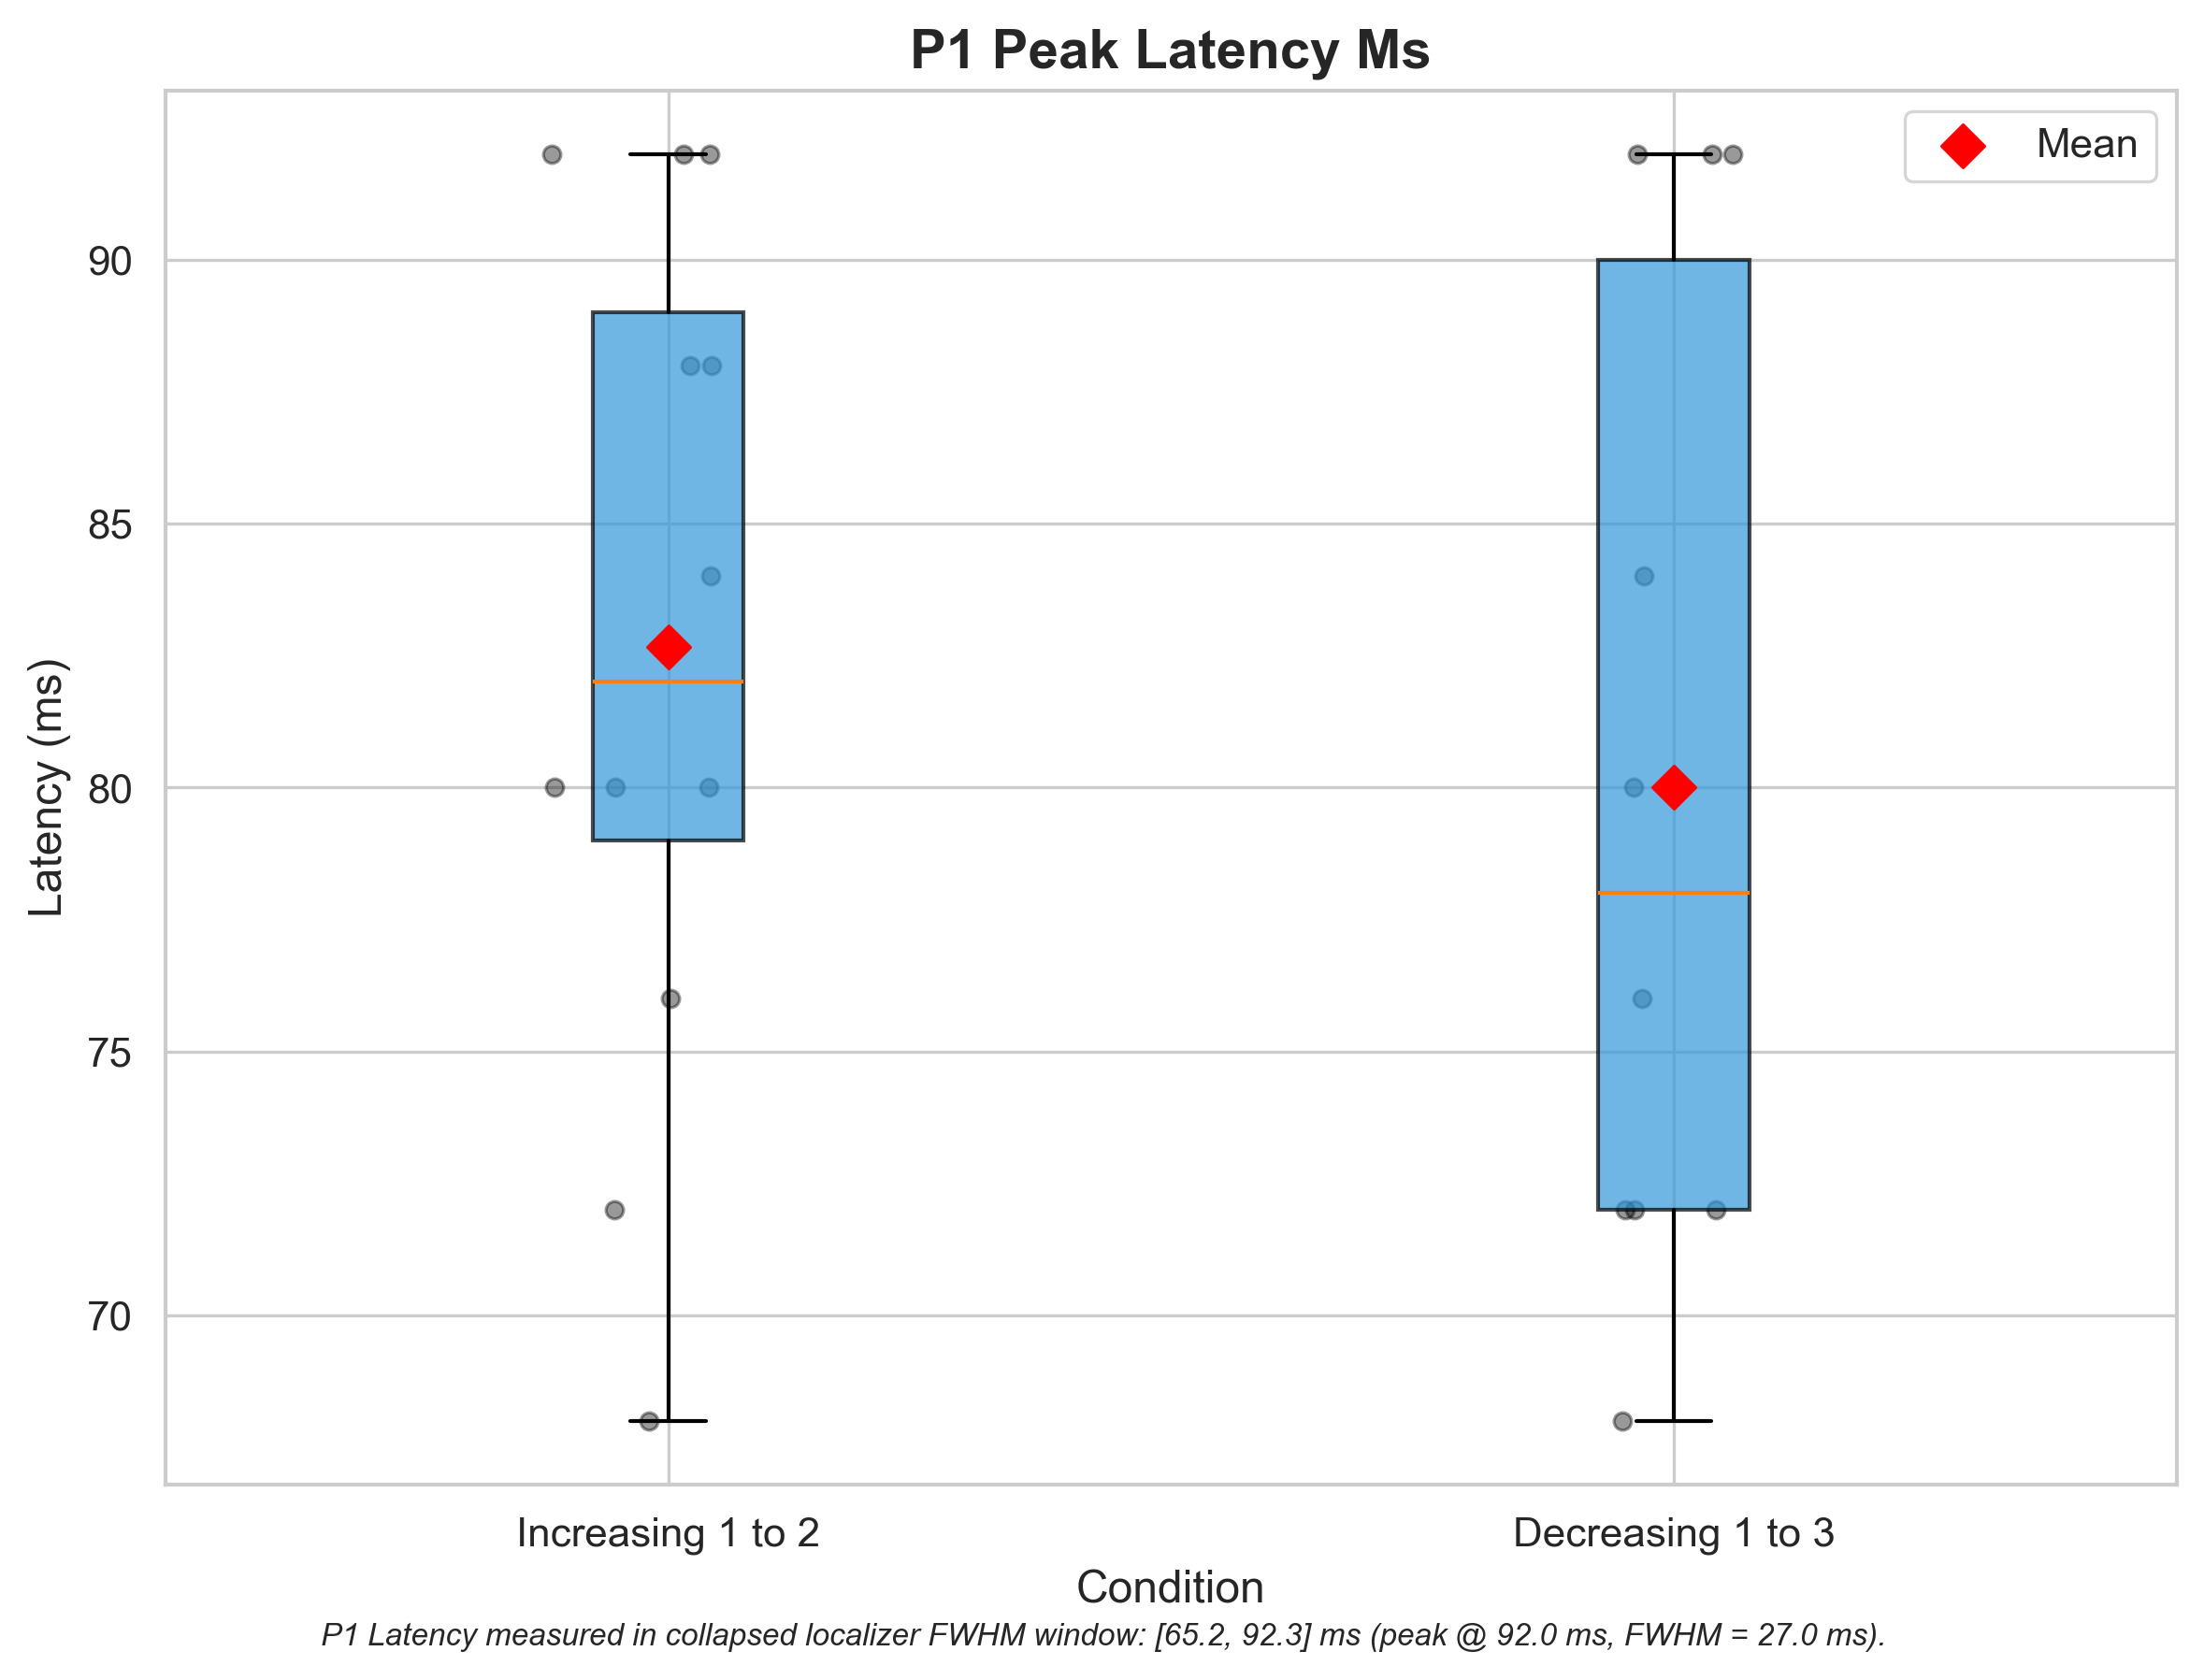 P1 Peak Latency Ms
Mean
90
85
80
75
70
Latency (ms)
Increasing 1 to 2
Decreasing 1 to 3
Condition
P1 Latency measured in collapsed localizer FWHM window: [65.2, 92.3] ms (peak @ 92.0 ms, FWHM = 27.0 ms).